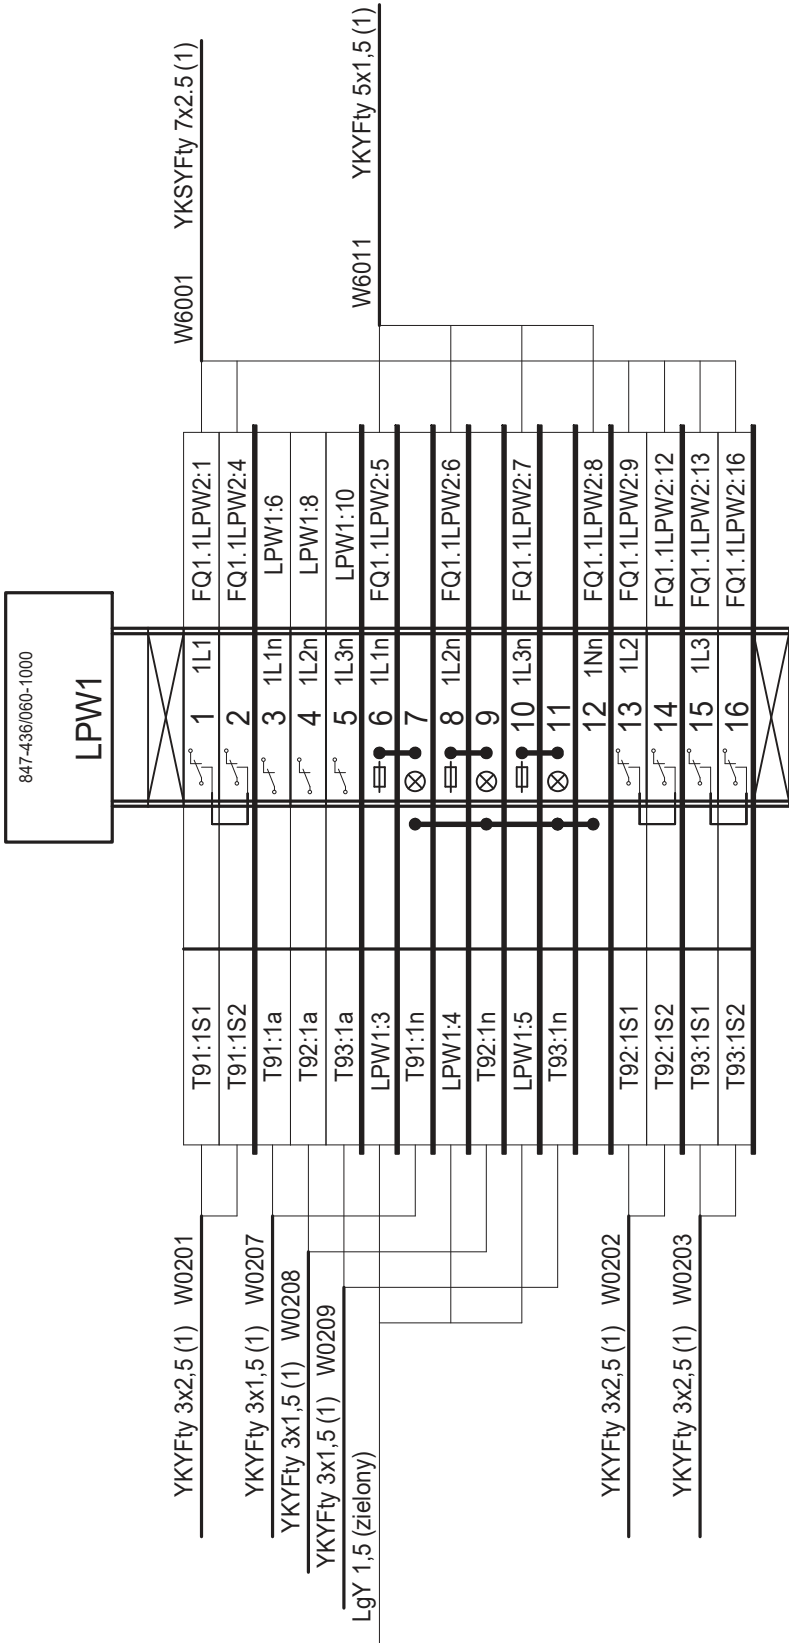 847-436/060-1000
LPW1
W6001 YKSYFty 7x2.5 (1)
W6011 YKYFty 5x1,5 (1)
T91:1S1 1 1L1 FQ1.1LPW2:1
T91:1S2 2 FQ1.1LPW2:4
T91:1a 3 1L1n LPW1:6
T92:1a 4 1L2n LPW1:8
T93:1a 5 1L3n LPW1:10
LPW1:3 6 1L1n FQ1.1LPW2:5
T91:1n 7
LPW1:4 8 1L2n FQ1.1LPW2:6
T92:1n 9
LPW1:5 10 1L3n FQ1.1LPW2:7
T93:1n 11
12 1Nn FQ1.1LPW2:8
T92:1S1 13 1L2 FQ1.1LPW2:9
T92:1S2 14 FQ1.1LPW2:12
T93:1S1 15 1L3 FQ1.1LPW2:13
T93:1S2 16 FQ1.1LPW2:16
YKYFty 3x2,5 (1) W0201
YKYFty 3x1,5 (1) W0207
YKYFty 3x1,5 (1) W0208
YKYFty 3x1,5 (1) W0209
LgY 1,5 (zielony)
YKYFty 3x2,5 (1) W0202
YKYFty 3x2,5 (1) W0203